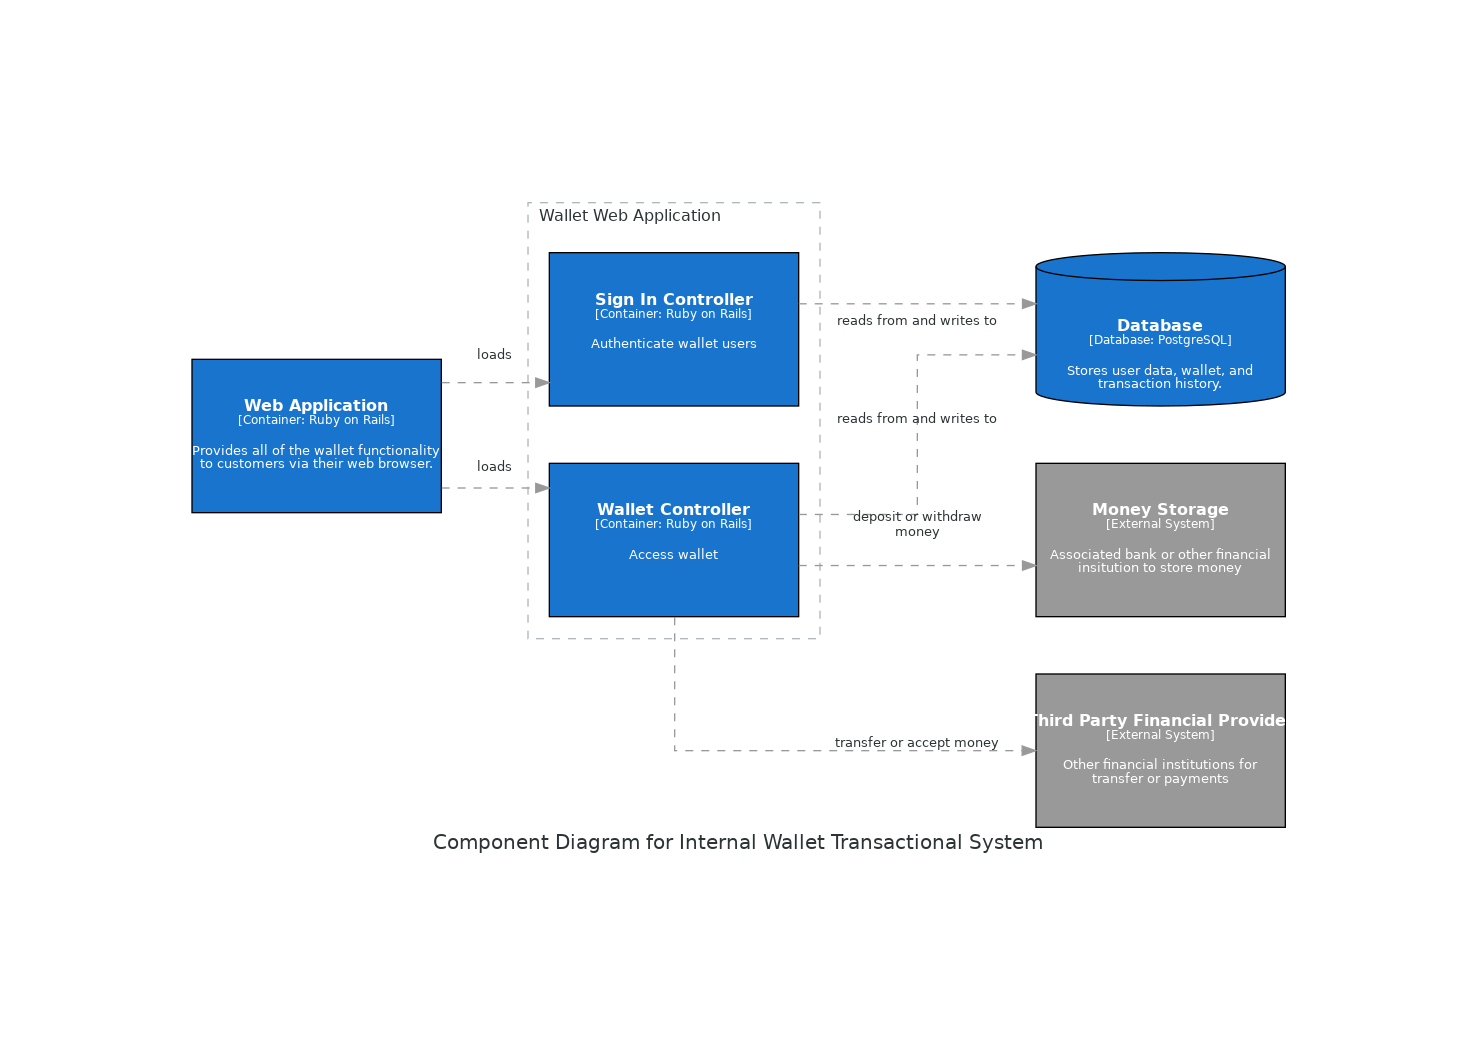 Wallet Web Application
Sign In Controller
[Container: Ruby on Rails]
Authenticate wallet users
reads from and writes to
Database
[Database: PostgreSQL]
Stores user data, wallet, and
transaction history.
loads
Web Application
[Container: Ruby on Rails]
Provides all of the wallet functionality
to customers via their web browser.
loads
reads from and writes to
Wallet Controller
[Container: Ruby on Rails]
Access wallet
deposit or withdraw
money
Money Storage
[External System]
Associated bank or other financial
insitution to store money
transfer or accept money
Third Party Financial Provide
[External System]
Other financial institutions for
transfer or payments
Component Diagram for Internal Wallet Transactional System